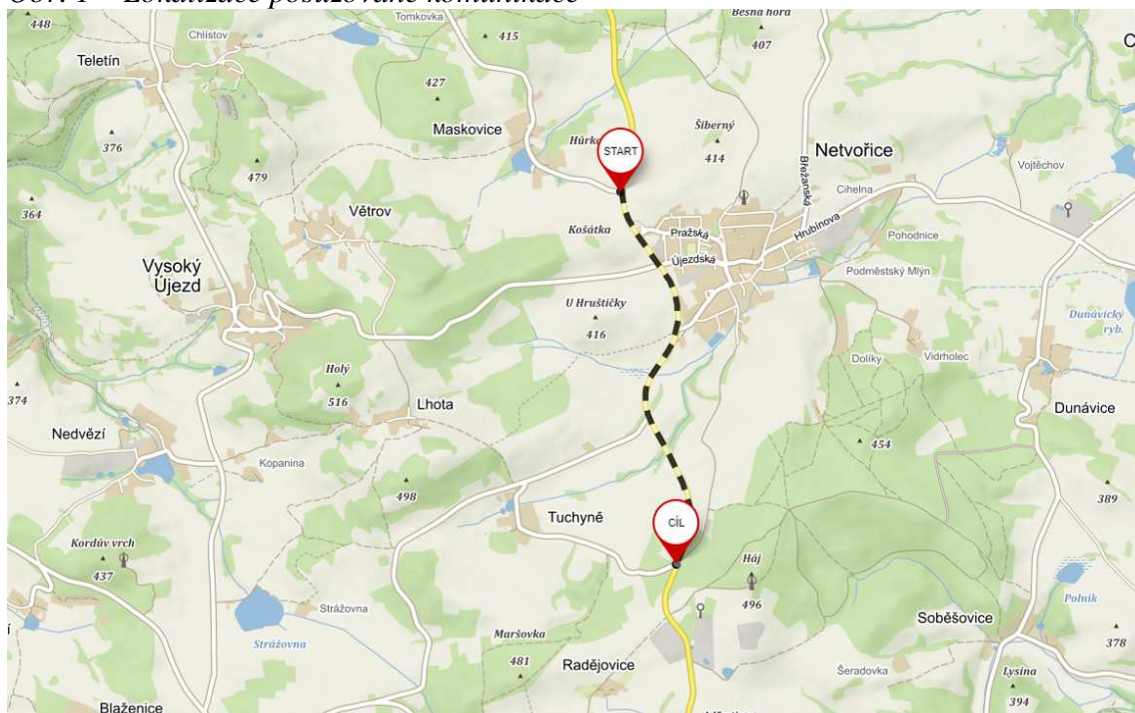 Obr. 1 – Lokalizace posuzované komunikace
Tomkovka
Besná hora
448
Chlístov
415
407
Teletín
427
Maskovice
Hůrka
Šiberný
START
414
Netvořice
376
Břežanská
Vojtěchov
479
Cihelna
364
Větrov
Košátka
Pražská
Hrubínova
Pohodnice
Újezdská
Vysoký
Újezd
Podměstský Mlýn
U Hruštičky
416
Dunávický
ryb.
Dolíky
Vidrholec
Holý
516
374
Lhota
Dunávice
Nedvězí
454
Kopanina
498
389
Tuchyně
CÍL
Kordův vrch
437
Háj
496
Polník
Strážovna
Soběšovice
378
Strážovna
Maršovka
481
Radějovice
Šeradovka
Lysina
394
Blaženice